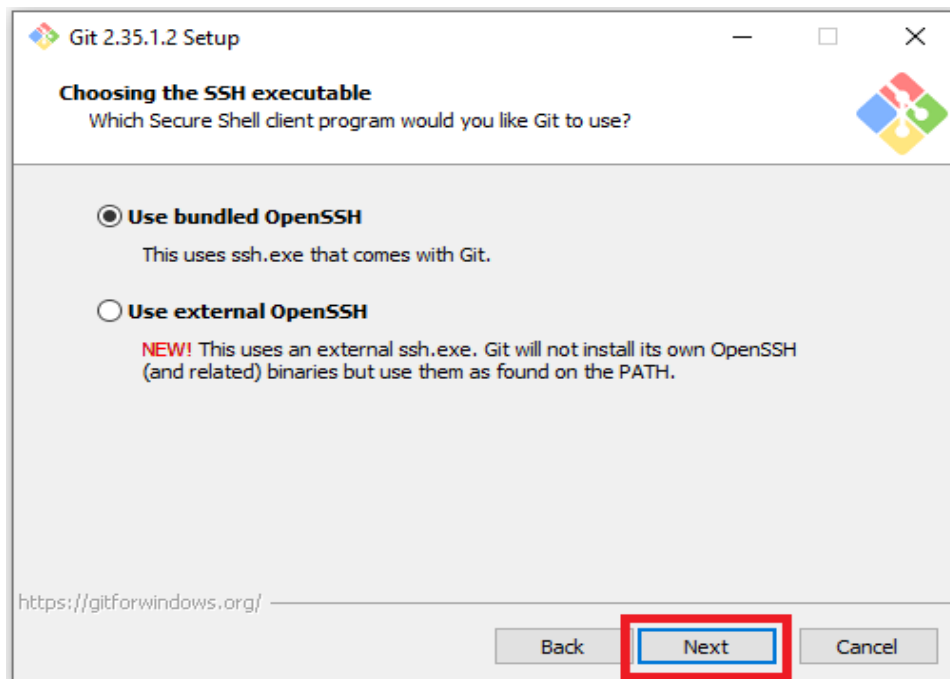 Git 2.35.1.2 Setup
Choosing the SSH executable
Which Secure Shell client program would you like Git to use?
Use bundled OpenSSH
This uses ssh.exe that comes with Git.
Use external OpenSSH
NEW! This uses an external ssh.exe. Git will not install its own OpenSSH
(and related) binaries but use them as found on the PATH.
https://gitforwindows.org/
Back Next Cancel